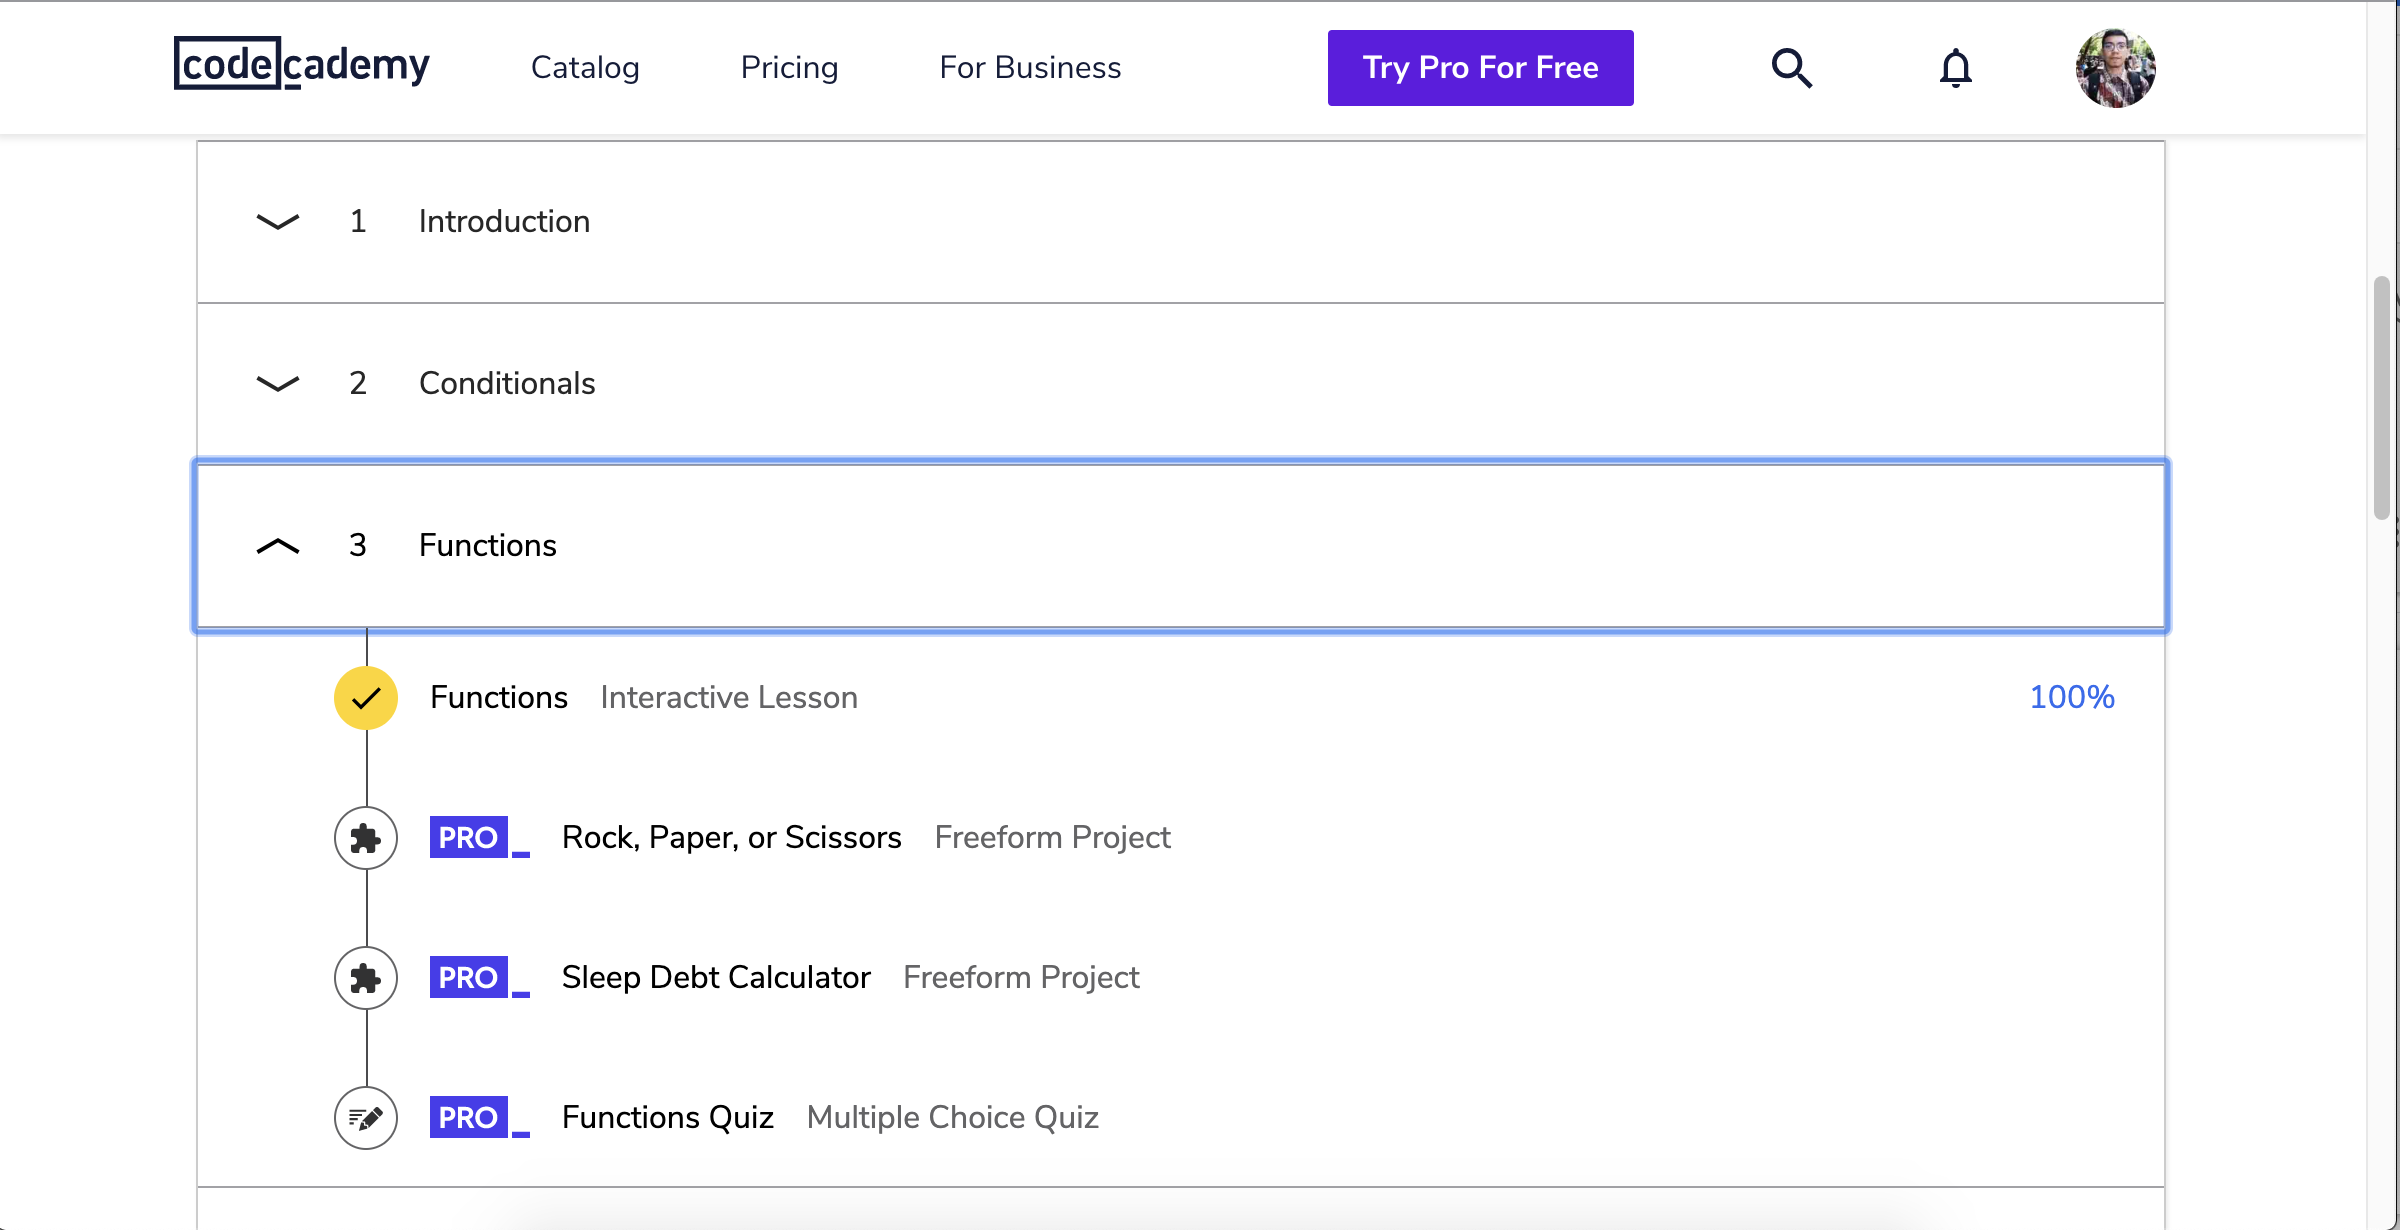 codecademy Catalog Pricing For Business Try Pro For Free
1 Introduction
2 Conditionals
3 Functions
Functions Interactive Lesson 100%
PRO Rock, Paper, or Scissors Freeform Project
PRO Sleep Debt Calculator Freeform Project
PRO Functions Quiz Multiple Choice Quiz